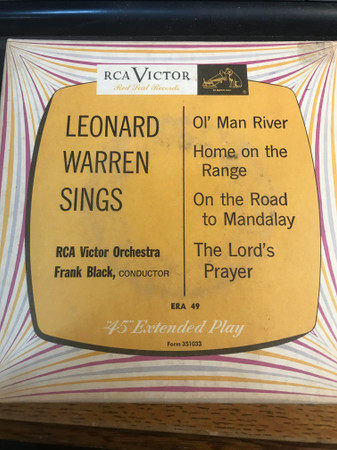 RCA VICTOR
Red Seal Records
LEONARD
WARREN
SINGS
RCA Victor Orchestra
Frank Black, CONDUCTOR
Ol' Man River
Home on the
Range
On the Road
to Mandalay
The Lord's
Prayer
ERA 49
"45" Extended Play
Form 351023